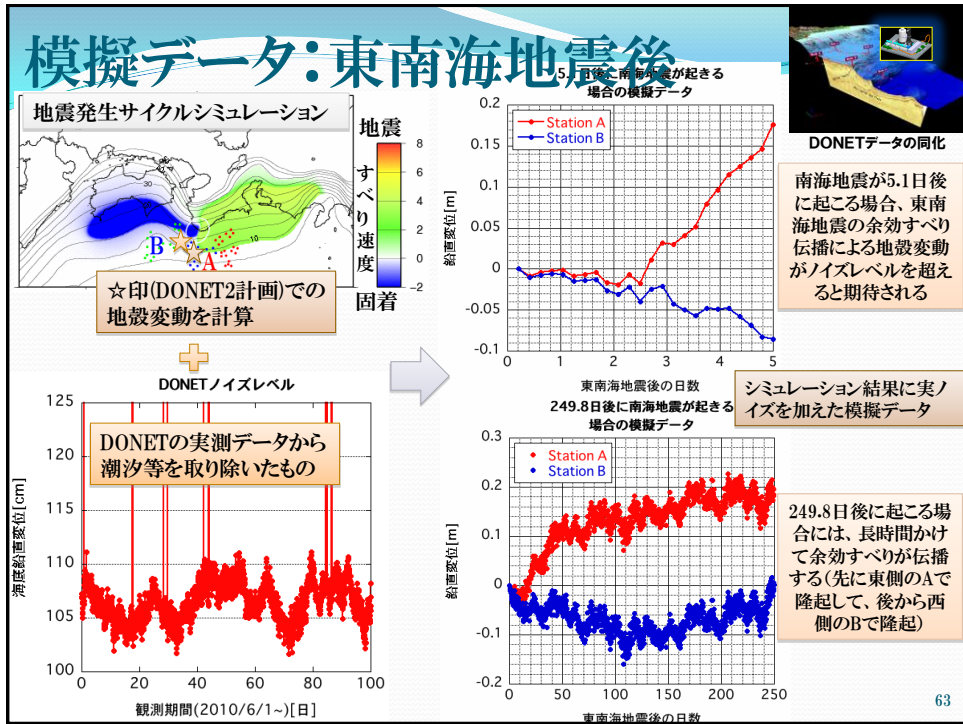 模擬データ：東南海地震後
地震発生サイクルシミュレーション
地震
すべり速度
固着
8
6
4
2
0
−2
30
10
B
A
☆印(DONET2計画)での
地殻変動を計算
DONETノイズレベル
DONETの実測データから
潮汐等を取り除いたもの
海底鉛直変位[cm]
125
120
115
110
105
100
0
20
40
60
80
100
観測期間(2010/6/1~)[日]
5.1日後に南海地震が起きる
場合の模擬データ
Station A
Station B
鉛直変位[m]
0.2
0.15
0.1
0.05
0
-0.05
-0.1
0
1
2
3
4
5
東南海地震後の日数
249.8日後に南海地震が起きる
場合の模擬データ
Station A
Station B
鉛直変位[m]
0.3
0.2
0.1
0
-0.1
-0.2
0
50
100
150
200
250
東南海地震後の日数
DONETデータの同化
南海地震が5.1日後
に起こる場合、東南
海地震の余効すべり
伝播による地殻変動
がノイズレベルを超え
ると期待される
シミュレーション結果に実ノ
イズを加えた模擬データ
249.8日後に起こる場
合には、長時間かけ
て余効すべりが伝播
する(先に東側のAで
隆起して、後から西
側のBで隆起)
63